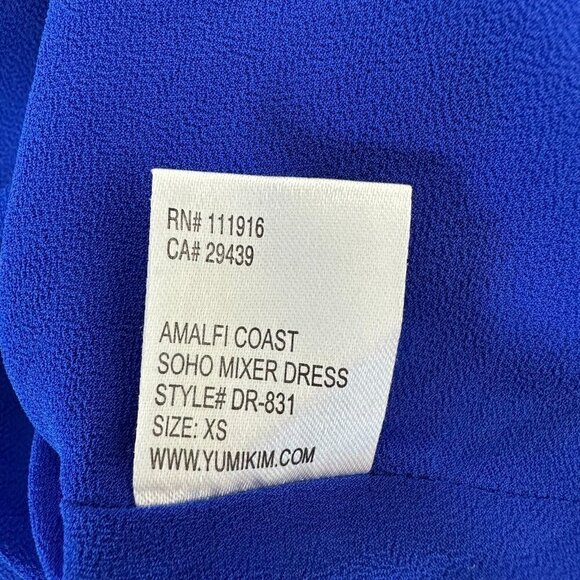 RN# 111916
CA# 29439
AMALFI COAST
SOHO MIXER DRESS
STYLE# DR-831
SIZE: XS
WWW.YUMIKIM.COM